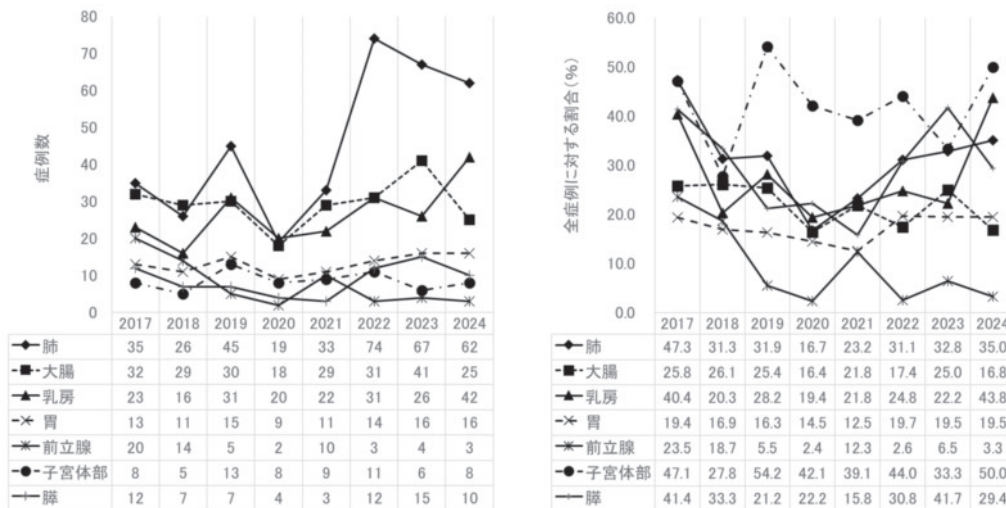 80
70
60
50
40
30
20
10
0
症例数
2017 2018 2019 2020 2021 2022 2023 2024
肺 35 26 45 19 33 74 67 62
大腸 32 29 30 18 29 31 41 25
乳房 23 16 31 20 22 31 26 42
胃 13 11 15 9 11 14 16 16
前立腺 20 14 5 2 10 3 4 3
子宮体部 8 5 13 8 9 11 6 8
膵 12 7 7 4 3 12 15 10
60.0
50.0
40.0
30.0
20.0
10.0
0.0
全症例に対する割合(%)
2017 2018 2019 2020 2021 2022 2023 2024
肺 47.3 31.3 31.9 16.7 23.2 31.1 32.8 35.0
大腸 25.8 26.1 25.4 16.4 21.8 17.4 25.0 16.8
乳房 40.4 20.3 28.2 19.4 21.8 24.8 22.2 43.8
胃 19.4 16.9 16.3 14.5 12.5 19.7 19.5 19.5
前立腺 23.5 18.7 5.5 2.4 12.3 2.6 6.5 3.3
子宮体部 47.1 27.8 54.2 42.1 39.1 44.0 33.3 50.0
膵 41.4 33.3 21.2 22.2 15.8 30.8 41.7 29.4